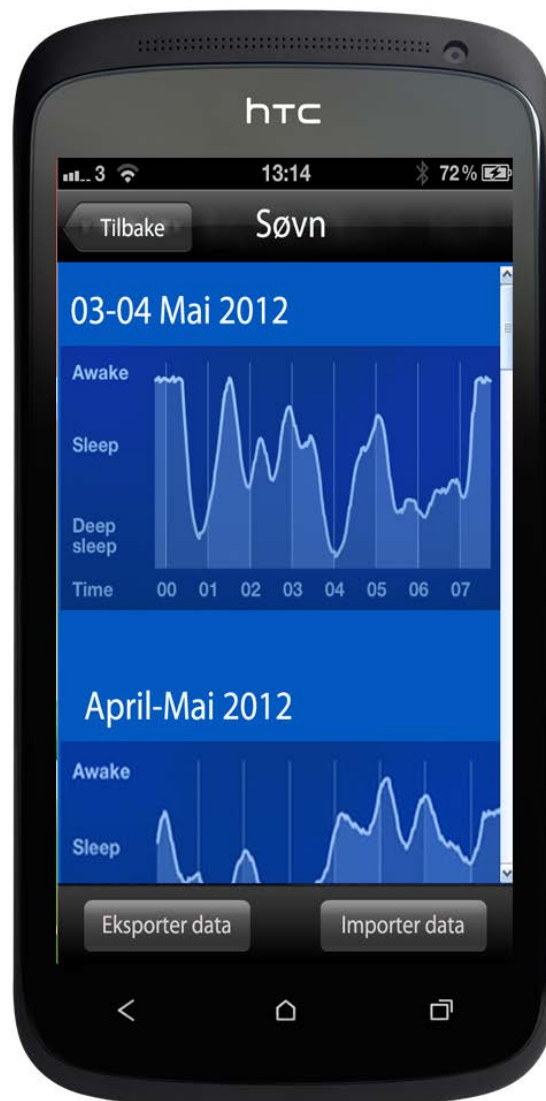 hTC
3 13:14 72%
Tilbake Søvn
03-04 Mai 2012
Awake
Sleep
Deep
sleep
Time 00 01 02 03 04 05 06 07
April-Mai 2012
Awake
Sleep
Eksporter data Importer data